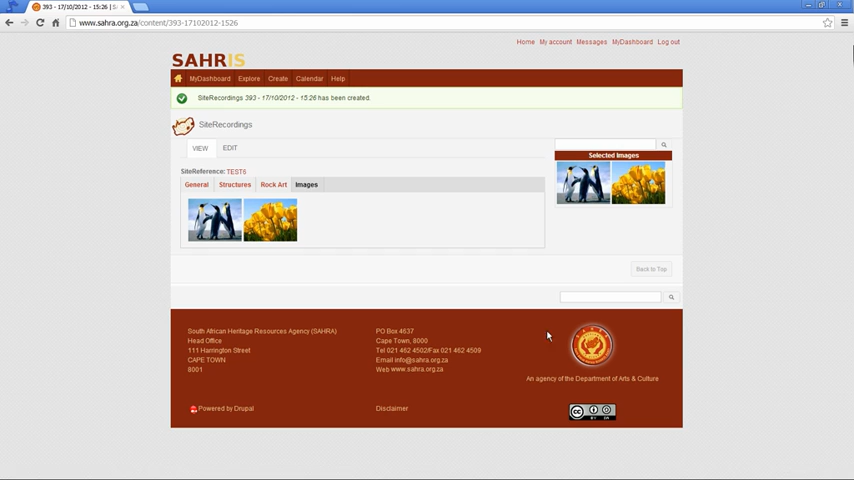 393 - 17/10/2012 - 15:26 | S
www.sahra.org.za/content/393-17102012-1526
Home My account Messages MyDashboard Log out
SAHRIS
MyDashboard Explore Create Calendar Help
SiteRecordings 393 - 17/10/2012 - 15:26 has been created.
SiteRecordings
VIEW EDIT
Selected Images
SiteReference: TEST6
General Structures Rock Art Images
Back to Top
South African Heritage Resources Agency (SAHRA)
Head Office
111 Harrington Street
CAPE TOWN
8001
PO Box 4637
Cape Town, 8000
Tel 021 462 4502/Fax 021 462 4509
Email info@sahra.org.za
Web www.sahra.org.za
SAHRA
An agency of the Department of Arts & Culture
Powered by Drupal
Disclaimer
CC
BY